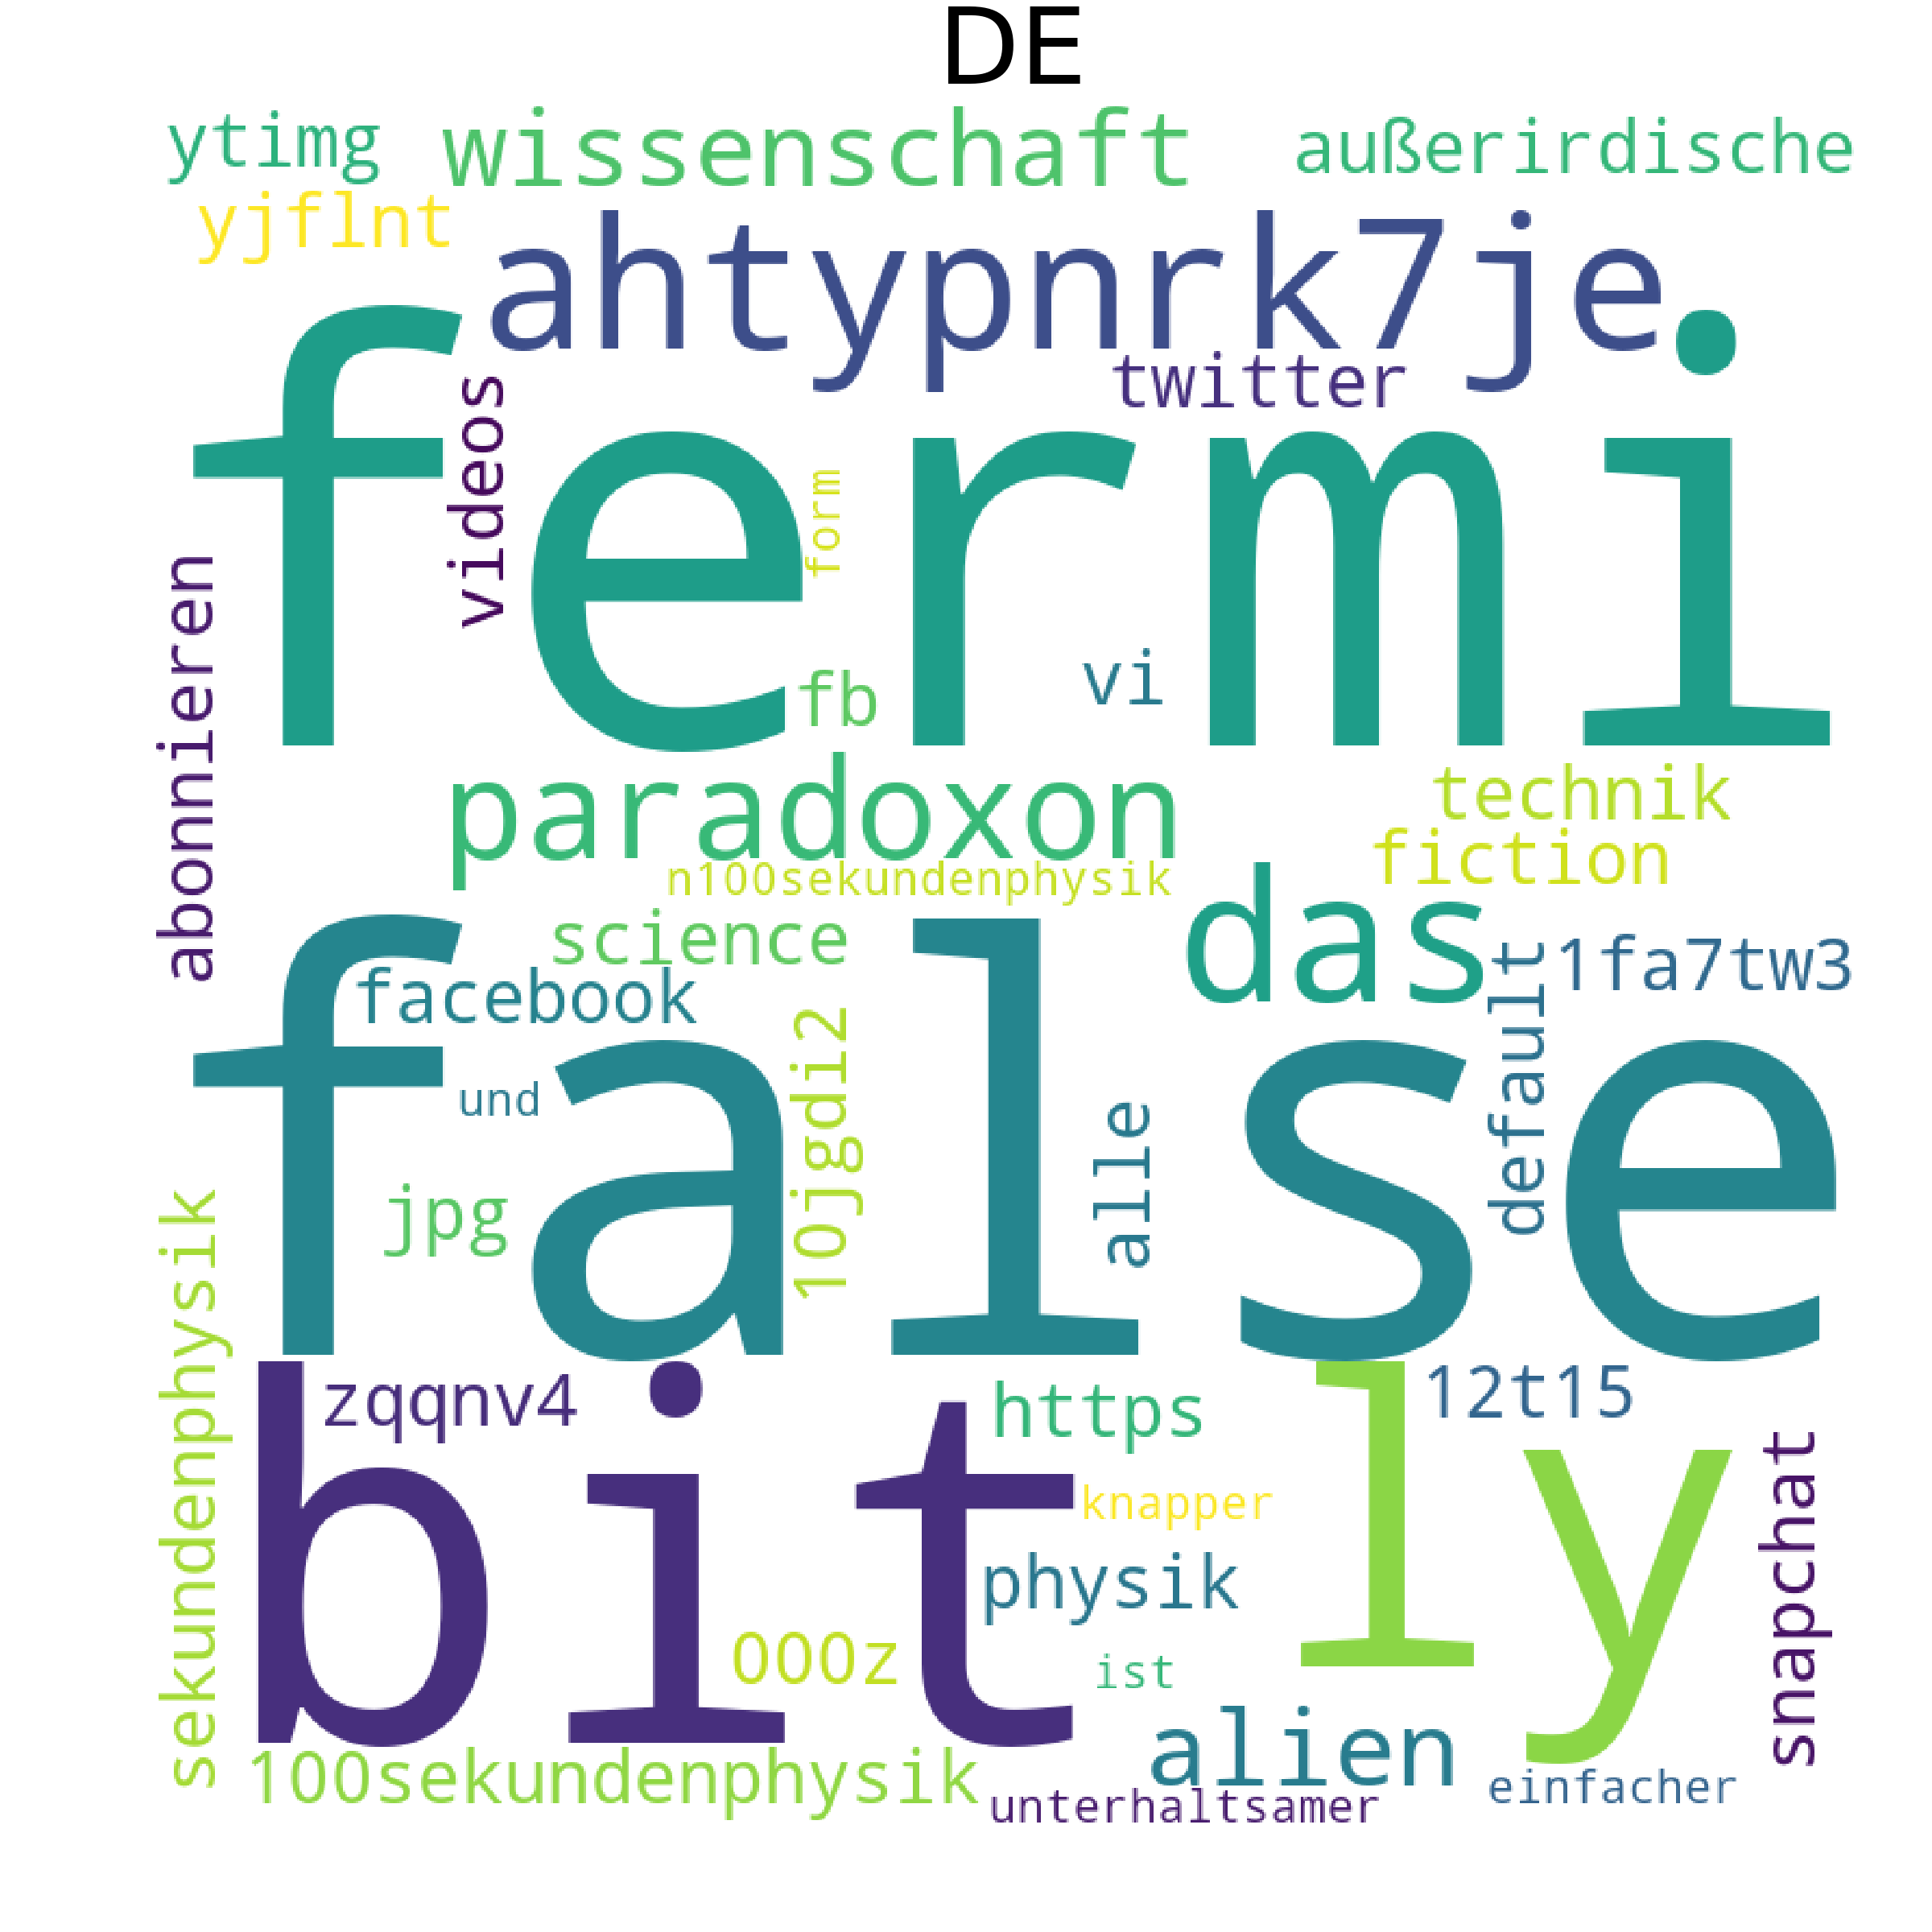 DE
ytimg
wissenschaft
außerirdische
yjflnt
ahtypnrk7je
twitter
fermi
videos
form
abonnieren
fb
vi
paradoxon
technik
fiction
n100sekundenphysik
das
science
1fa7tw3
facebook
default
false
10jgdi2
und
alle
jpg
sekundenphysik
zqqnv4
https
12t15
bit
ly
knapper
snapchat
physik
000z
ist
alien
100sekundenphysik
einfacher
unterhaltsamer